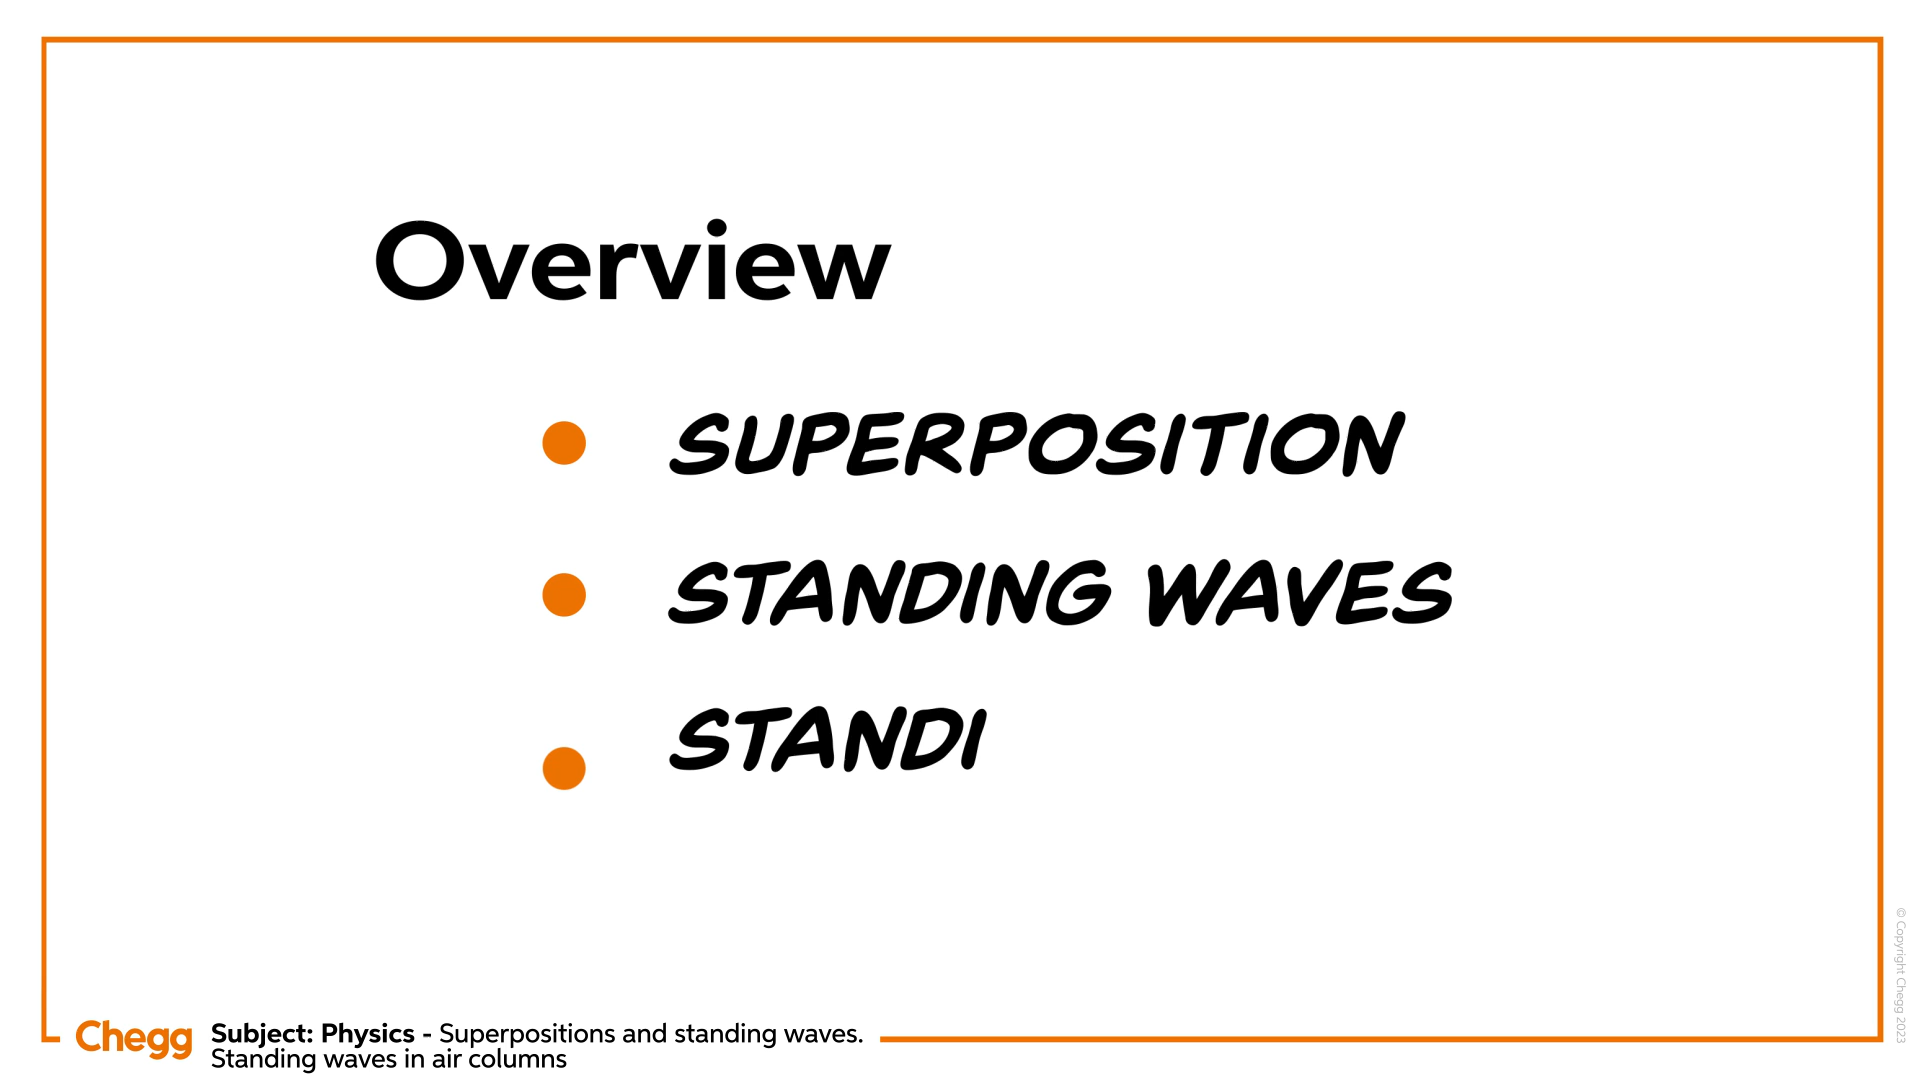 Overview
SUPERPOSITION
STANDING WAVES
STANDI
Chegg
Subject: Physics - Superpositions and standing waves.
Standing waves in air columns
© Copyright Chegg 2023